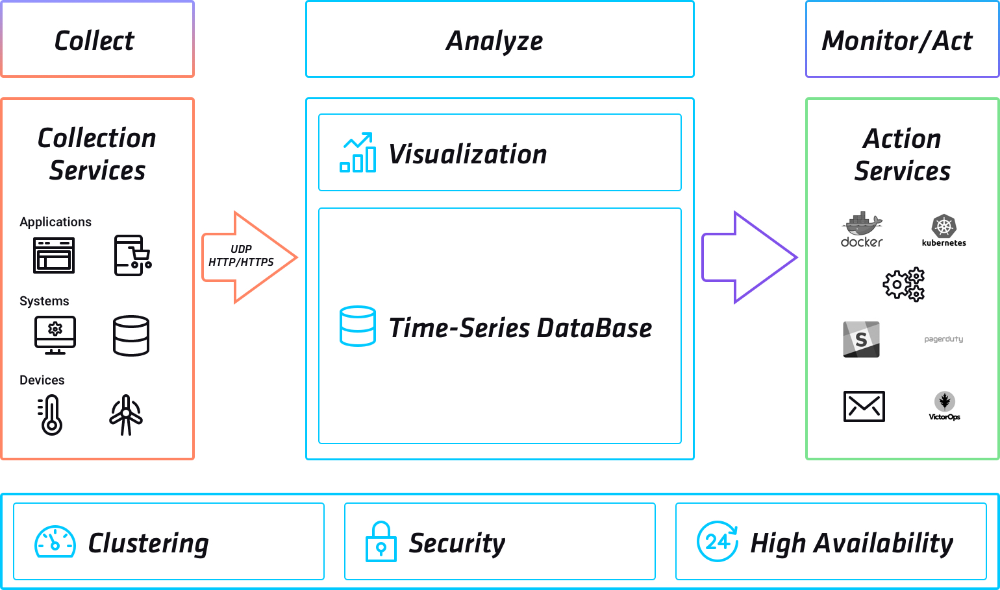 Collect
Analyze
Monitor/Act
Collection
Services
Applications
Systems
Devices
UDP
HTTP/HTTPS
Visualization
Time-Series DataBase
Action
Services
docker
kubernetes
S
pagerduty
VictorOps
Clustering
Security
24
High Availability